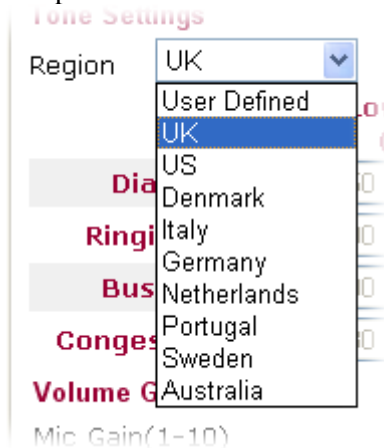 Tone Settings
Region UK
User Defined
UK
US
Denmark
Italy
Germany
Netherlands
Portugal
Sweden
Australia
Volume
Mic Gain(1-10)